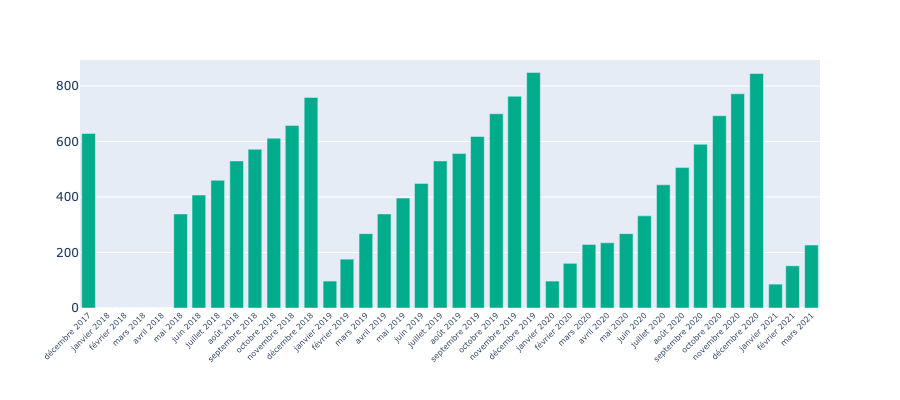 800
600
400
200
0
décembre 2017
janvier 2018
février 2018
mars 2018
avril 2018
mai 2018
juin 2018
juillet 2018
août 2018
septembre 2018
octobre 2018
novembre 2018
décembre 2018
janvier 2019
février 2019
mars 2019
avril 2019
mai 2019
juin 2019
juillet 2019
août 2019
septembre 2019
octobre 2019
novembre 2019
décembre 2019
janvier 2020
février 2020
mars 2020
avril 2020
mai 2020
juin 2020
juillet 2020
août 2020
septembre 2020
octobre 2020
novembre 2020
décembre 2020
janvier 2021
février 2021
mars 2021